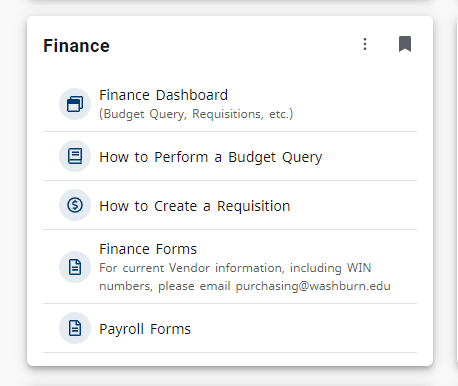 Finance
Finance Dashboard
(Budget Query, Requisitions, etc.)
How to Perform a Budget Query
How to Create a Requisition
Finance Forms
For current Vendor information, including WIN
numbers, please email purchasing@washburn.edu
Payroll Forms